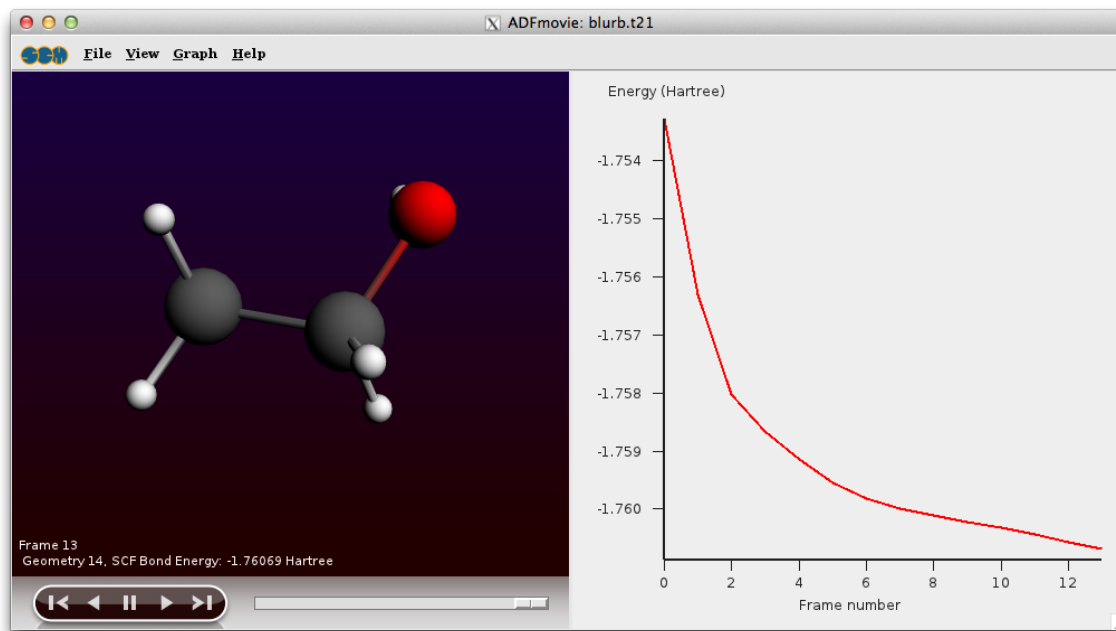 X ADFmovie: blurb.t21
SCM File View Graph Help
Energy (Hartree)
-1.754
-1.755
-1.756
-1.757
-1.758
-1.759
-1.760
0 2 4 6 8 10 12
Frame number
Frame 13
Geometry 14, SCF Bond Energy: -1.76069 Hartree